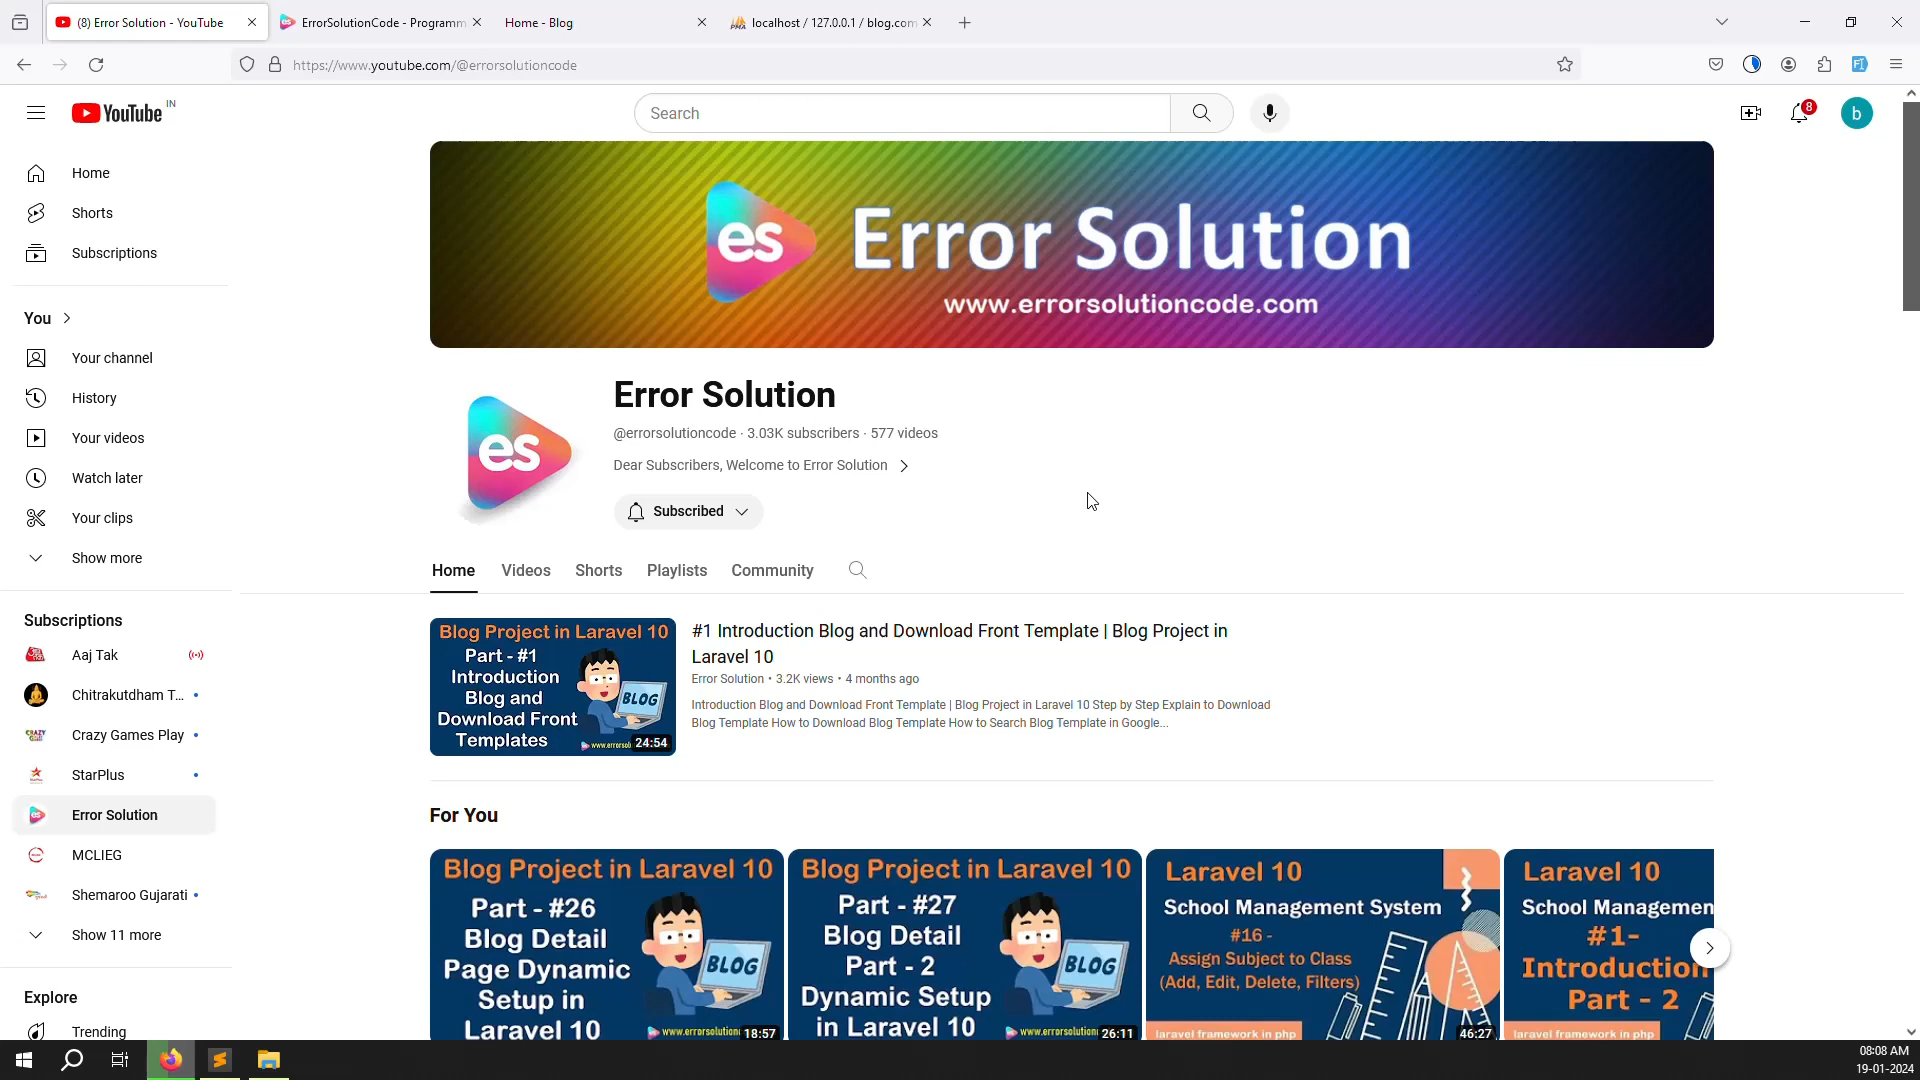 (8) Error Solution - YouTube
ErrorSolutionCode - Programm
Home - Blog
localhost / 127.0.0.1 / blog.com
https://www.youtube.com/@errorsolutioncode
YouTube IN
Search
8
b
Home
Shorts
Subscriptions
You
Your channel
History
Your videos
Watch later
Your clips
Show more
Subscriptions
Aaj Tak
Chitrakutdham T...
Crazy Games Play
StarPlus
Error Solution
MCLIEG
Shemaroo Gujarati
Show 11 more
Explore
Trending
es Error Solution
www.errorsolutioncode.com
es
Error Solution
@errorsolutioncode · 3.03K subscribers · 577 videos
Dear Subscribers, Welcome to Error Solution
Subscribed
Home
Videos
Shorts
Playlists
Community
Blog Project in Laravel 10
Part - #1
Introduction
Blog and
Download Front
Templates
BLOG
www.errorsol
24:54
#1 Introduction Blog and Download Front Template | Blog Project in
Laravel 10
Error Solution • 3.2K views • 4 months ago
Introduction Blog and Download Front Template | Blog Project in Laravel 10 Step by Step Explain to Download
Blog Template How to Download Blog Template How to Search Blog Template in Google...
For You
Blog Project in Laravel 10
Part - #26
Blog Detail
Page Dynamic
Setup in
Laravel 10
BLOG
www.errorsolution
18:57
Blog Project in Laravel 10
Part - #27
Blog Detail
Part - 2
Dynamic Setup
in Laravel 10
BLOG
www.errorsolution
26:11
Laravel 10
School Management System
#16 -
Assign Subject to Class
(Add, Edit, Delete, Filters)
laravel framework in php
46:27
Laravel 10
School Managemen
#1-
Introduction
Part - 2
laravel framework in php
08:08 AM
19-01-2024